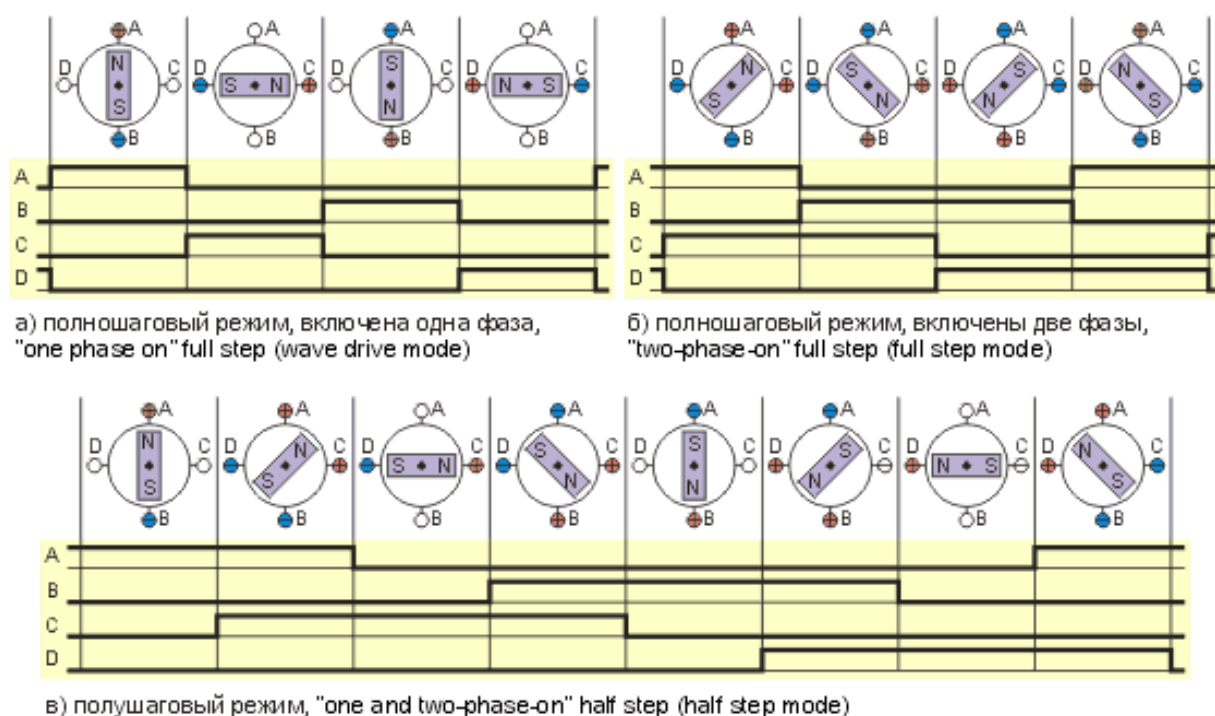 A A A A A A A A
D N C D C D S C D C D N C D S C D S C D N C
S N N S
S N S N N S
B B B B B B B B
A A
B B
C C
D D
а) полношаговый режим, включена одна фаза,
"one phase on" full step (wave drive mode)
б) полношаговый режим, включены две фазы,
"two-phase-on" full step (full step mode)
A A A A A A A A
D N C D N C D C D S C D S C D S C D C D N C
S N N S
S S N N N S
B B B B B B B B
A
B
C
D
в) полушаговый режим, "one and two-phase-on" half step (half step mode)